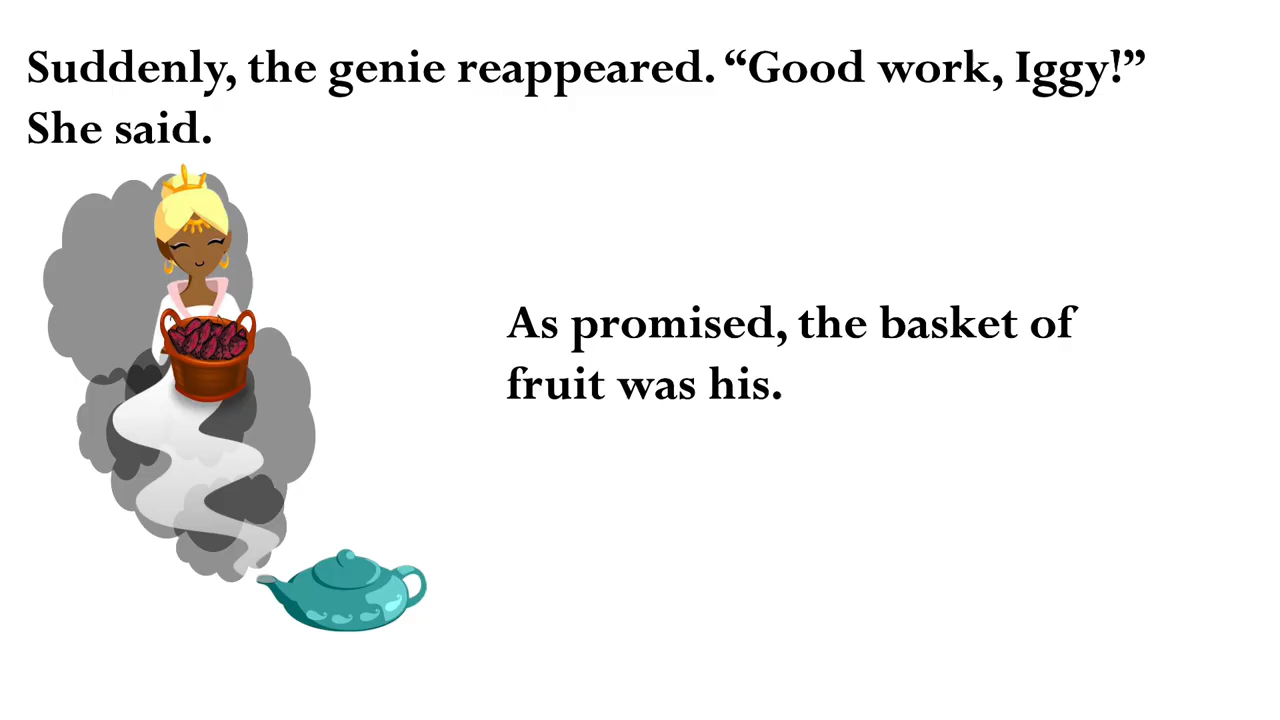 Suddenly, the genie reappeared. “Good work, Iggy!”
She said.
As promised, the basket of
fruit was his.